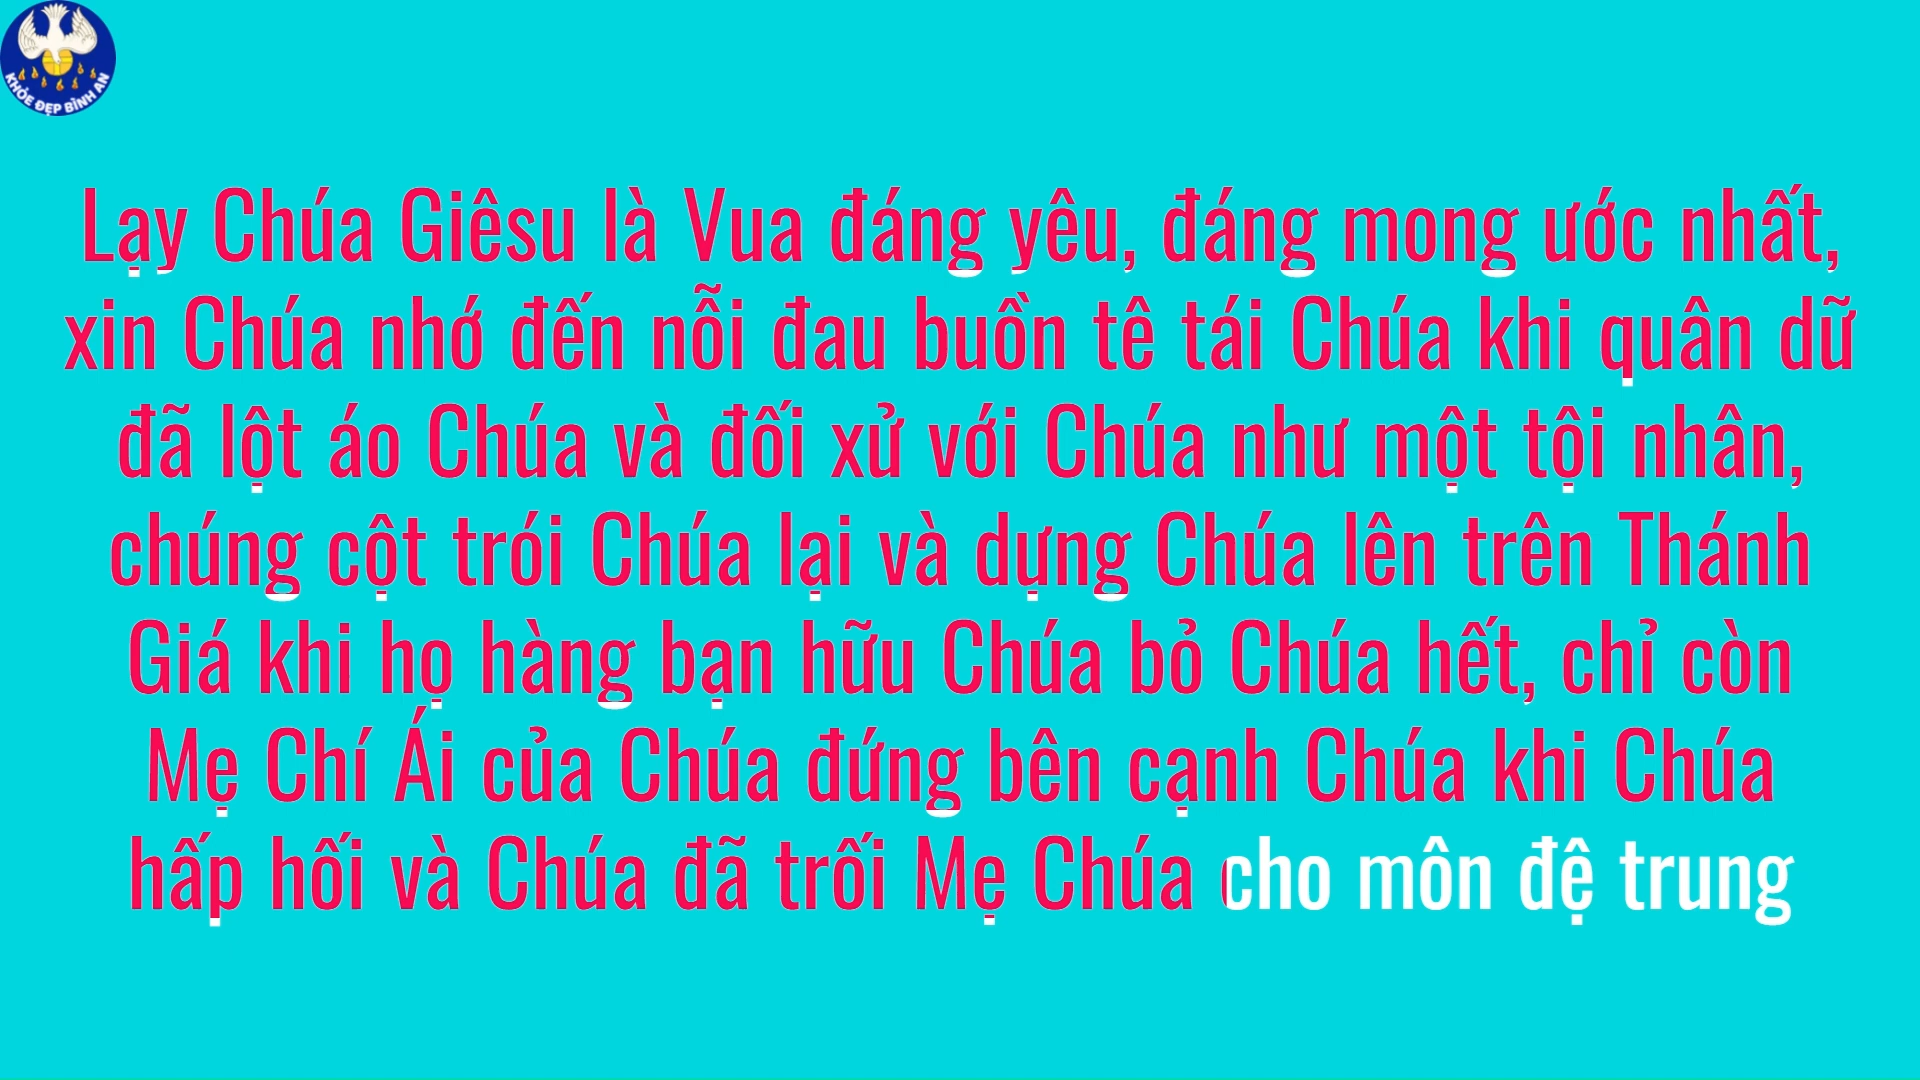 KHỎE ĐẸP BÌNH AN
Lạy Chúa Giêsu là Vua đáng yêu, đáng mong ước nhất,
xin Chúa nhớ đến nỗi đau buồn tê tái Chúa khi quân dữ
đã lột áo Chúa và đối xử với Chúa như một tội nhân,
chúng cột trói Chúa lại và dựng Chúa lên trên Thánh
Giá khi họ hàng bạn hữu Chúa bỏ Chúa hết, chỉ còn
Mẹ Chí Ái của Chúa đứng bên cạnh Chúa khi Chúa
hấp hối và Chúa đã trối Mẹ Chúa cho môn đệ trung